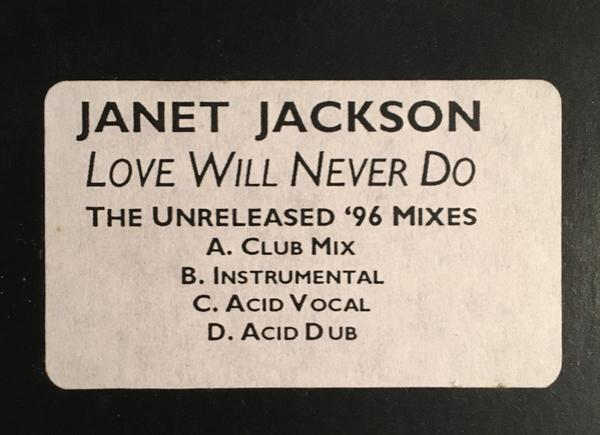 JANET JACKSON
LOVE WILL NEVER DO
THE UNRELEASED ‘96 MIXES
A. CLUB MIX
B. INSTRUMENTAL
C. ACID VOCAL
D. ACID DUB